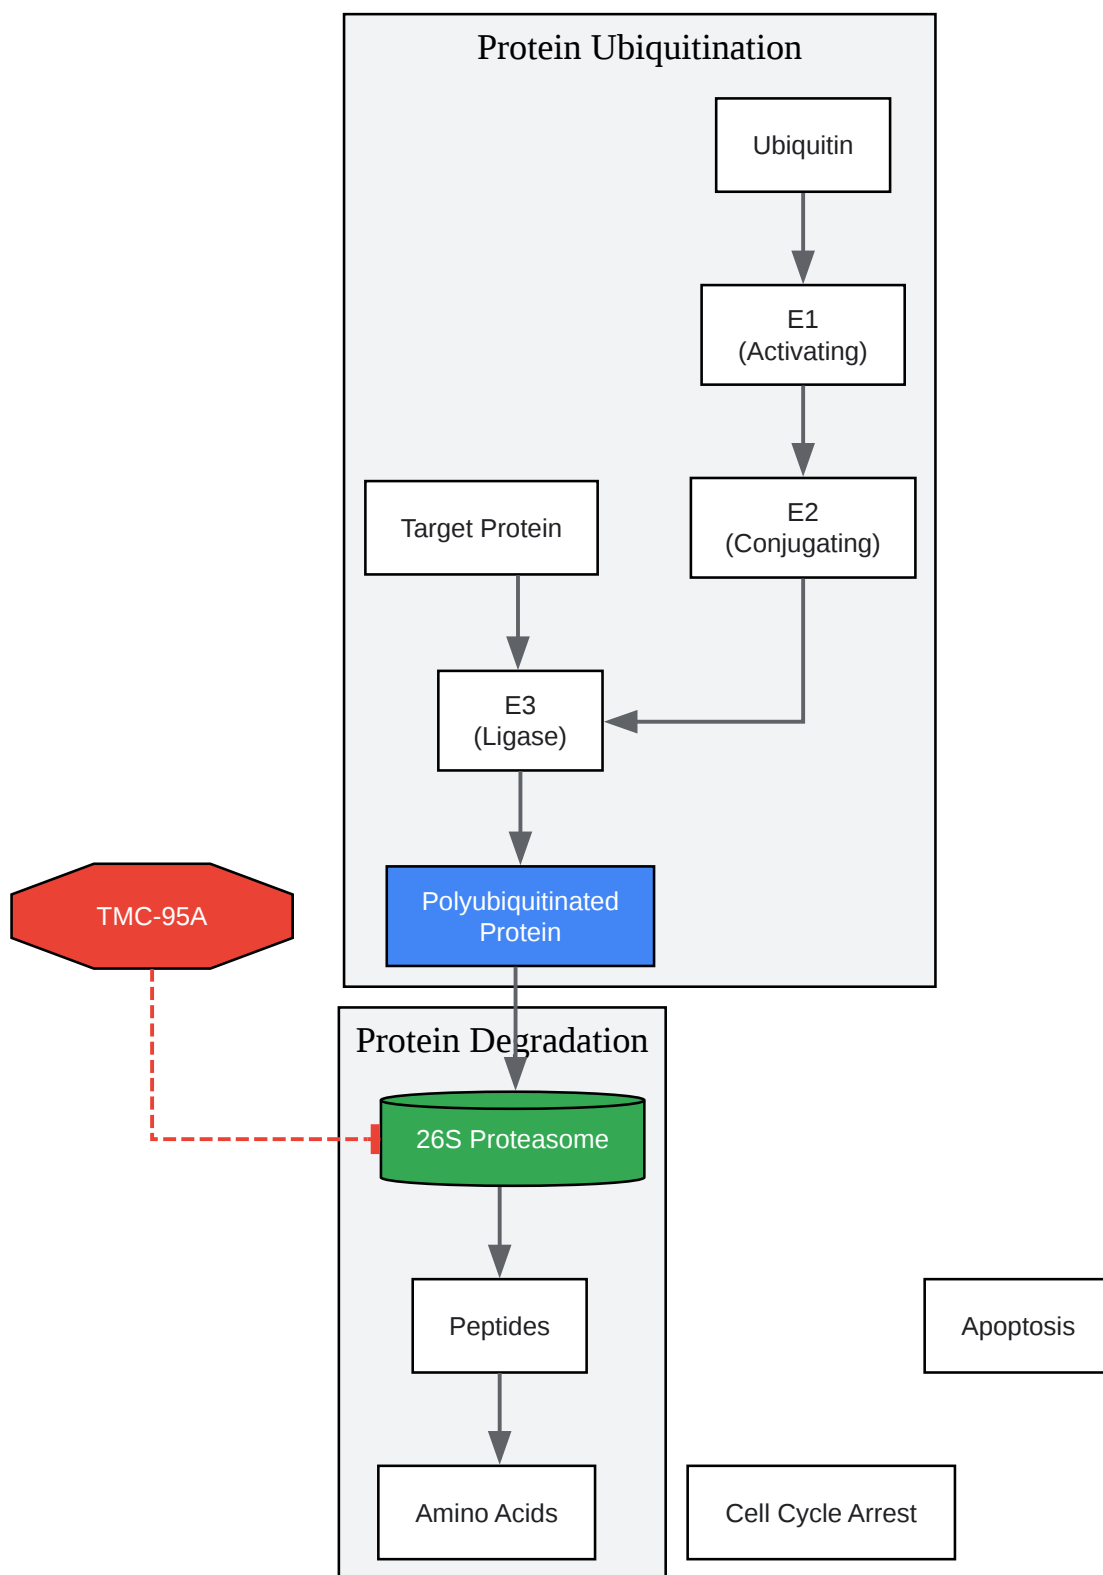 Protein Ubiquitination
Ubiquitin
E1
(Activating)
E2
(Conjugating)
Target Protein
E3
(Ligase)
Polyubiquitinated
Protein
TMC-95A
Protein Degradation
26S Proteasome
Peptides
Apoptosis
Amino Acids
Cell Cycle Arrest